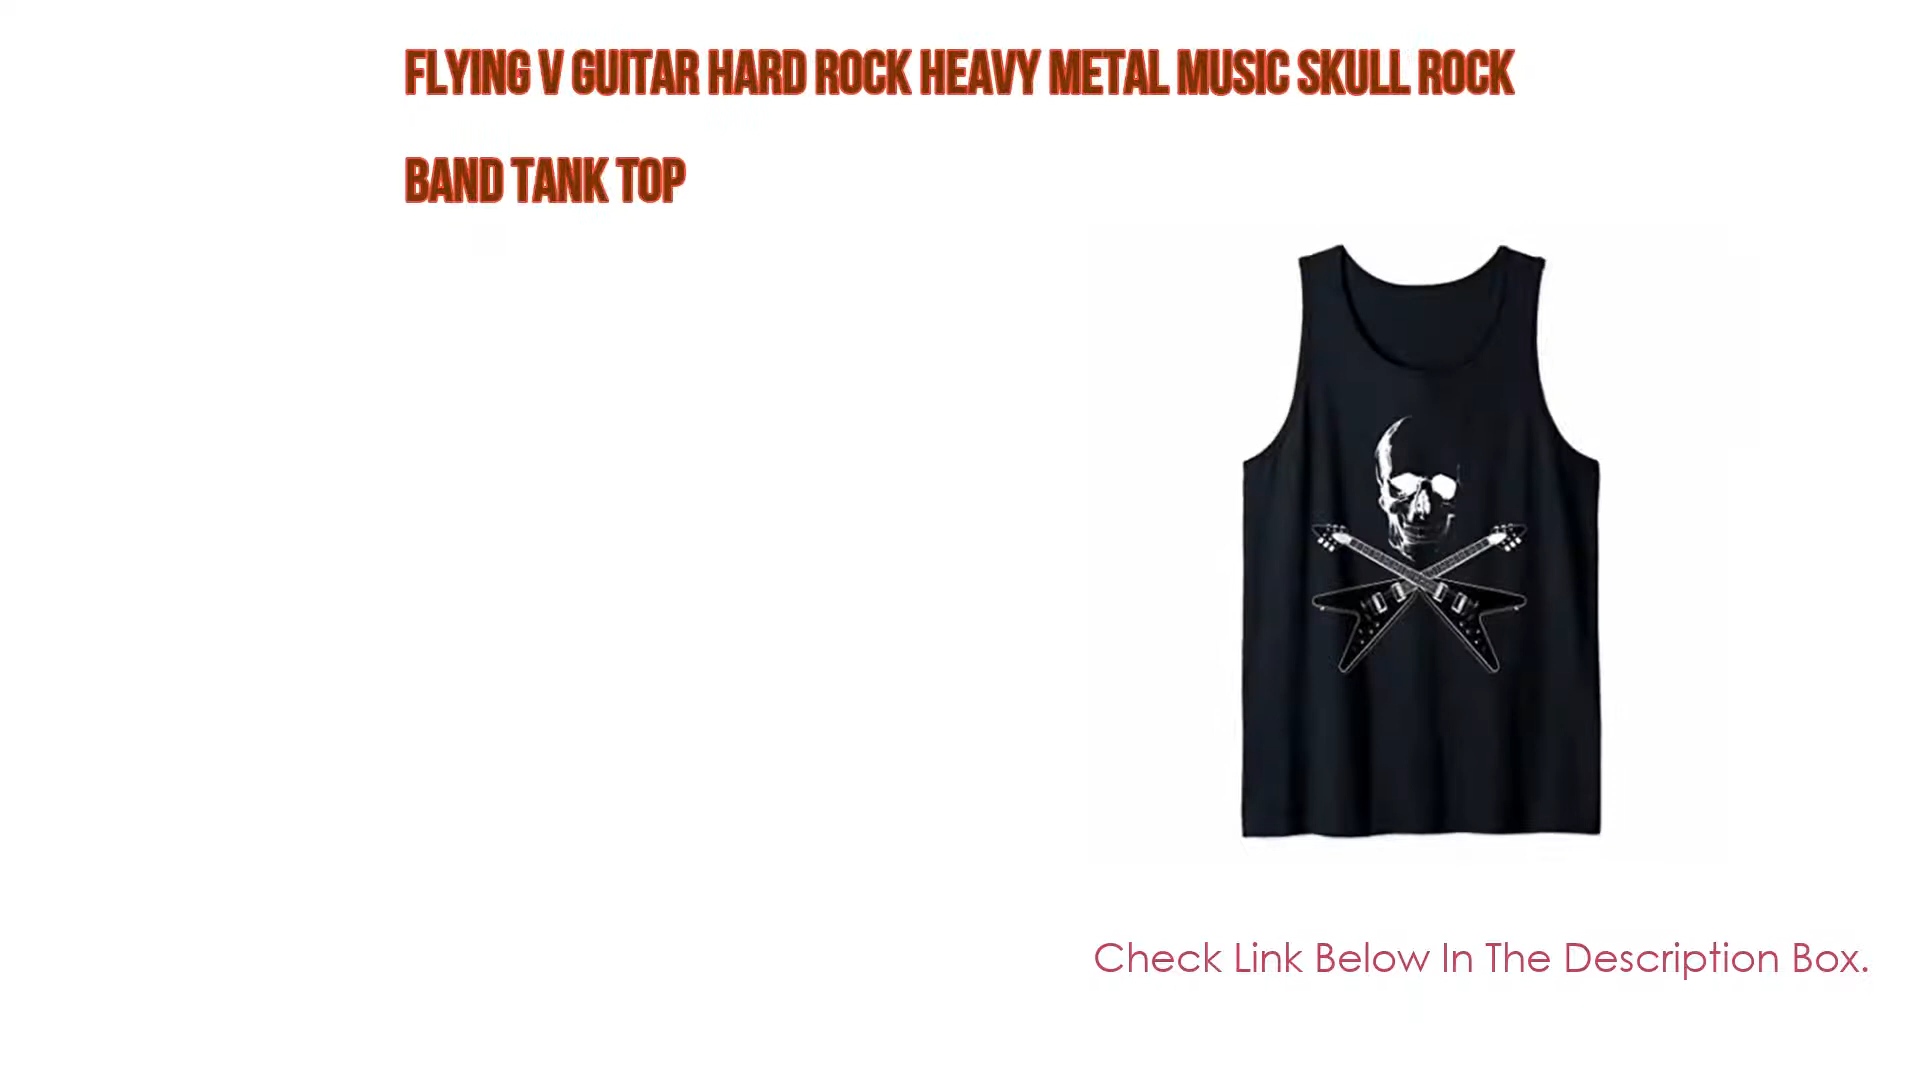 FLYING V GUITAR HARD ROCK HEAVY METAL MUSIC SKULL ROCK
BAND TANK TOP
Check Link Below In The Description Box.